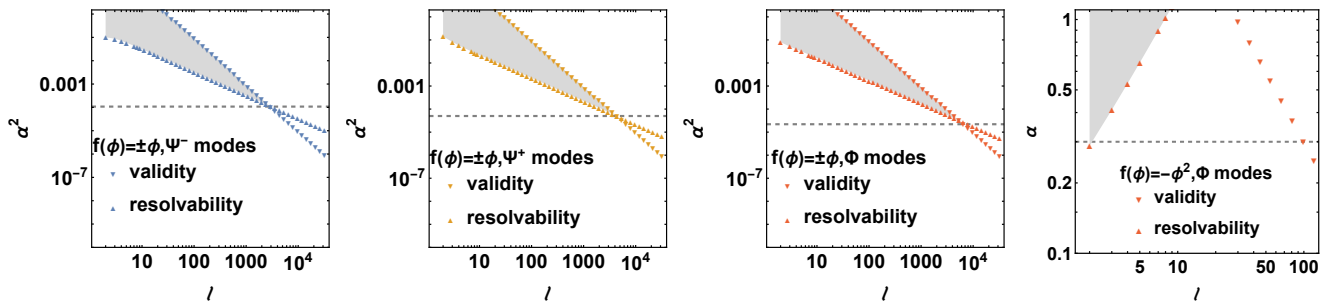 0.001
10⁻⁷
α²
f(ϕ)=±ϕ,Ψ⁻ modes
validity
resolvability
10 100 1000 10⁴
l
0.001
10⁻⁷
α²
f(ϕ)=±ϕ,Ψ⁺ modes
validity
resolvability
10 100 1000 10⁴
l
0.001
10⁻⁷
α²
f(ϕ)=±ϕ,Φ modes
validity
resolvability
10 100 1000 10⁴
l
1
0.5
0.2
0.1
α
f(ϕ)=−ϕ²,Φ modes
validity
resolvability
5 10 50 100
l